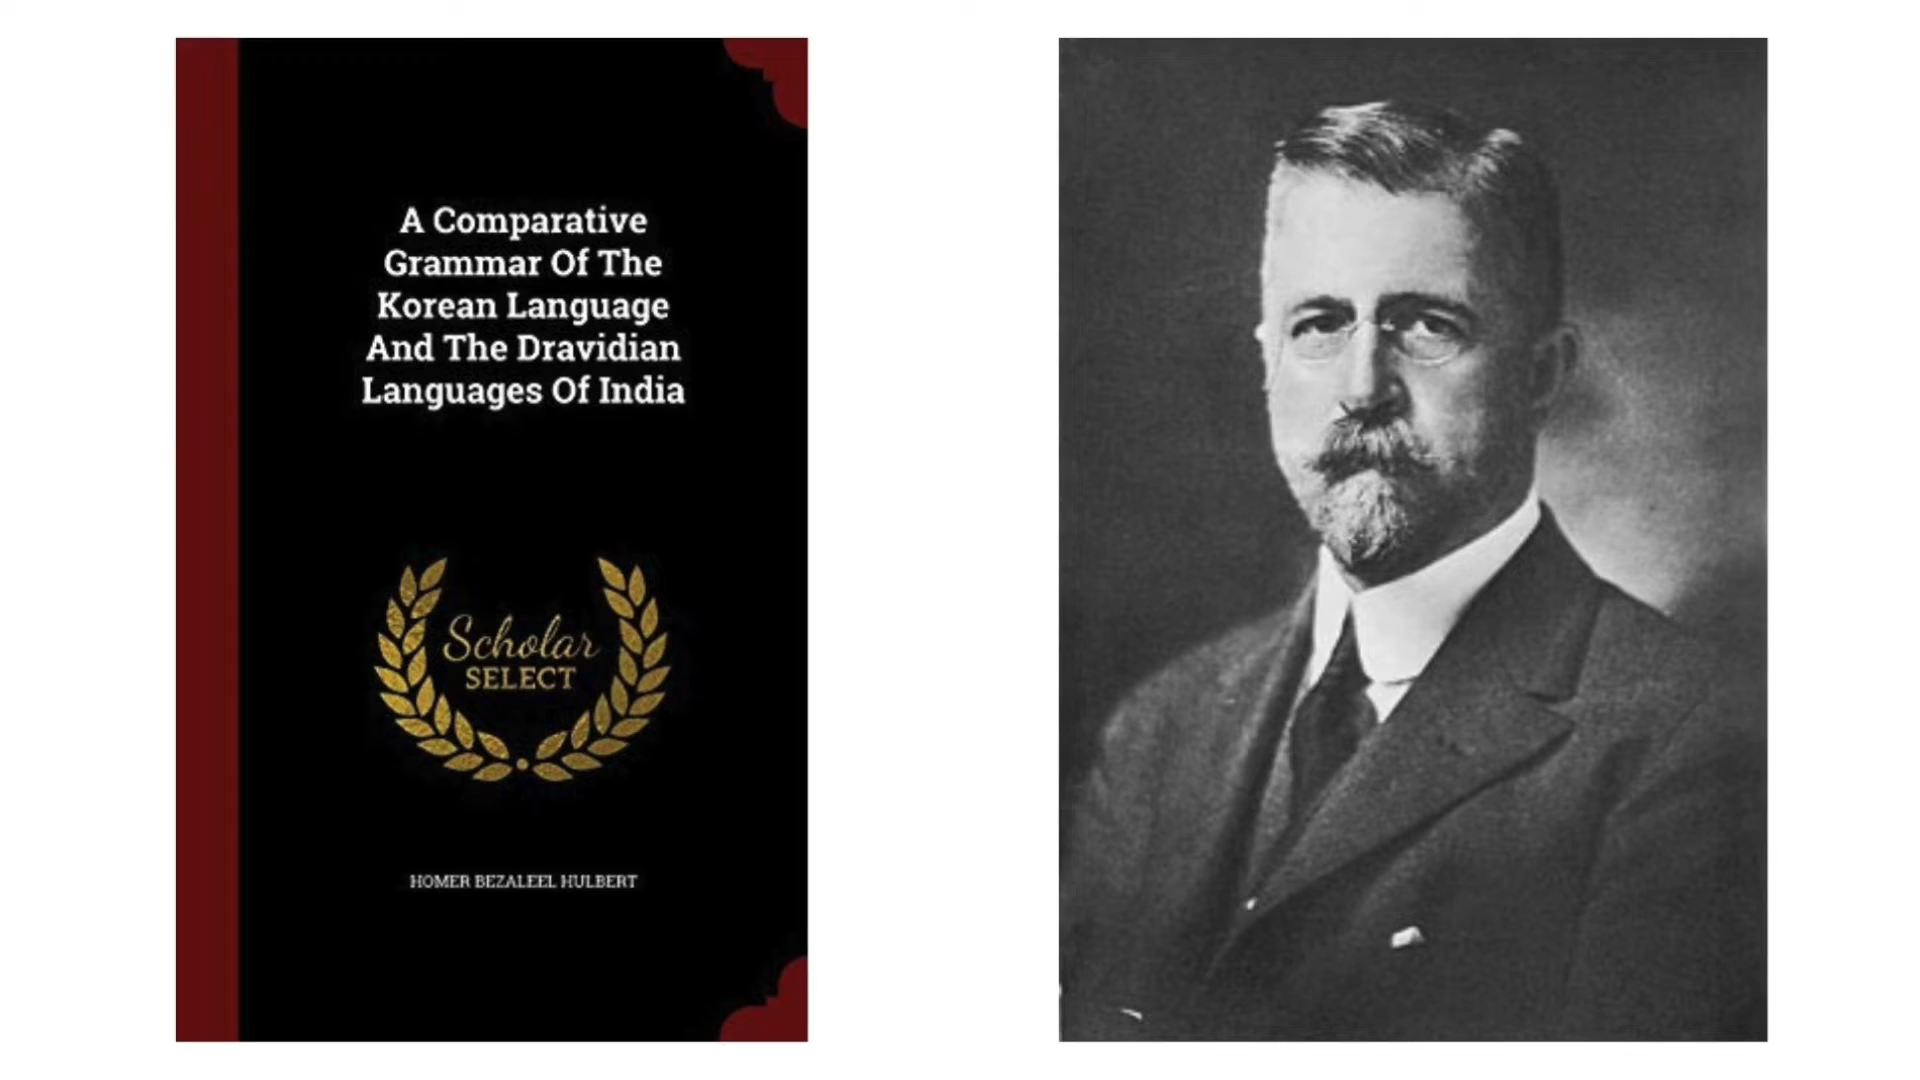 A Comparative
Grammar Of The
Korean Language
And The Dravidian
Languages Of India
Scholar
SELECT
HOMER BEZALEEL HULBERT